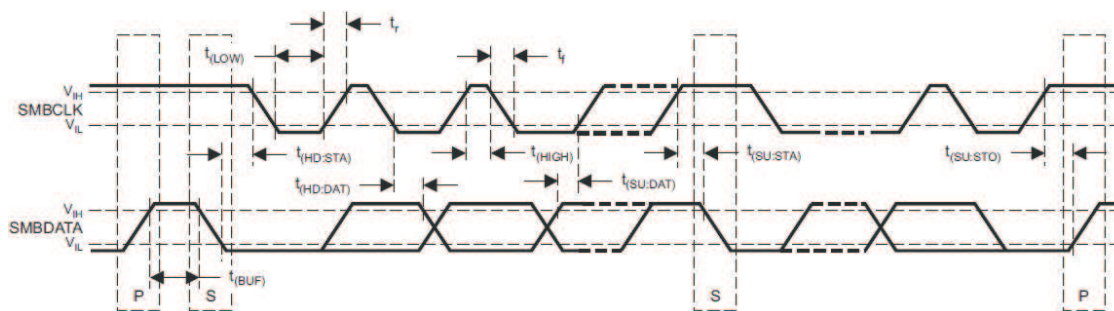 tr
t(LOW)
tf
VIH
SMBCLK
VIL
t(HD:STA)
t(HIGH)
t(SU:STA)
t(SU:STO)
t(HD:DAT)
t(SU:DAT)
VIH
SMBDATA
VIL
t(BUF)
P
S
S
P